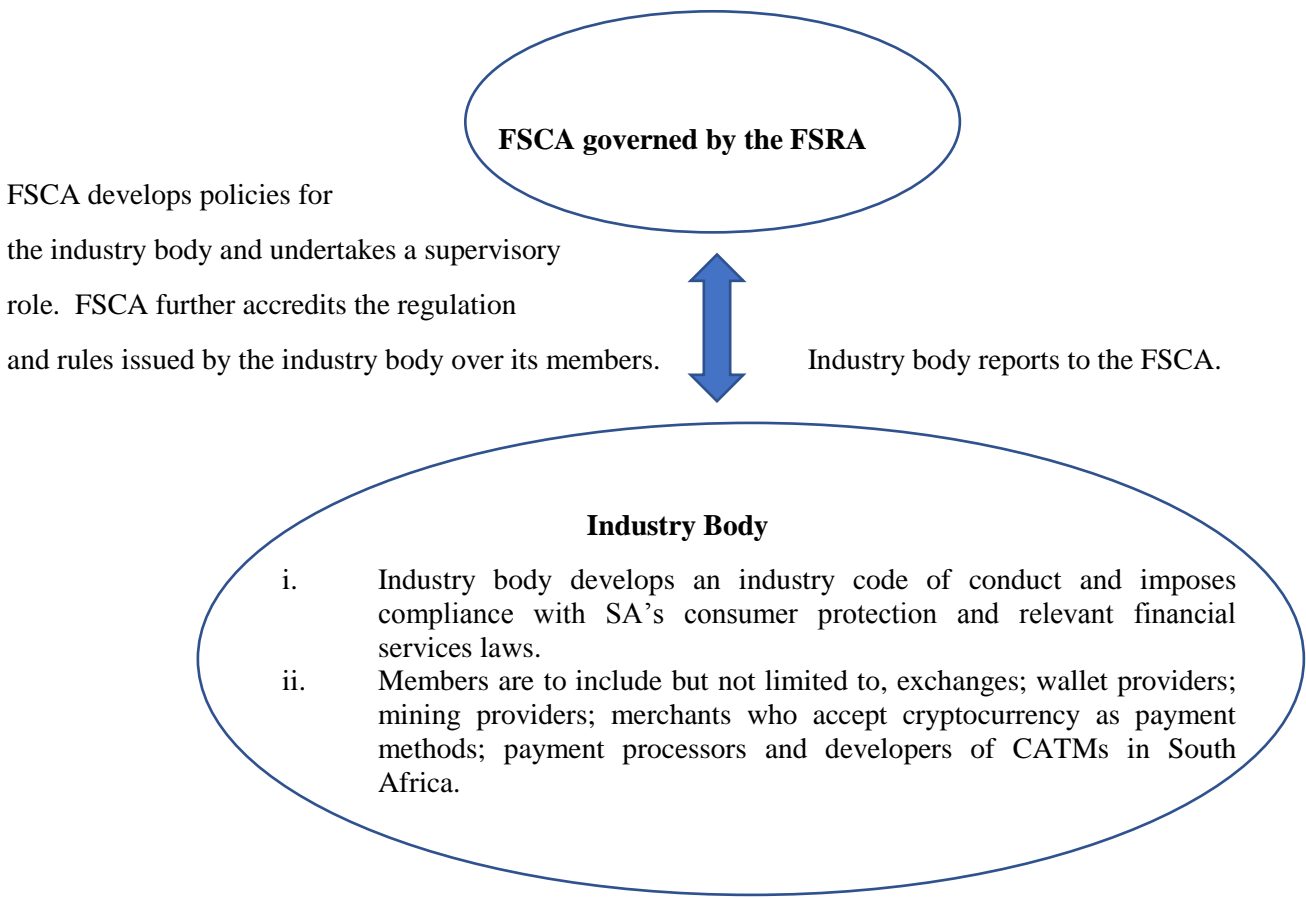 FSCA governed by the FSRA
FSCA develops policies for
the industry body and undertakes a supervisory
role. FSCA further accredits the regulation
and rules issued by the industry body over its members.
Industry body reports to the FSCA.
Industry Body
i. Industry body develops an industry code of conduct and imposes
compliance with SA’s consumer protection and relevant financial
services laws.
ii. Members are to include but not limited to, exchanges; wallet providers;
mining providers; merchants who accept cryptocurrency as payment
methods; payment processors and developers of CATMs in South
Africa.